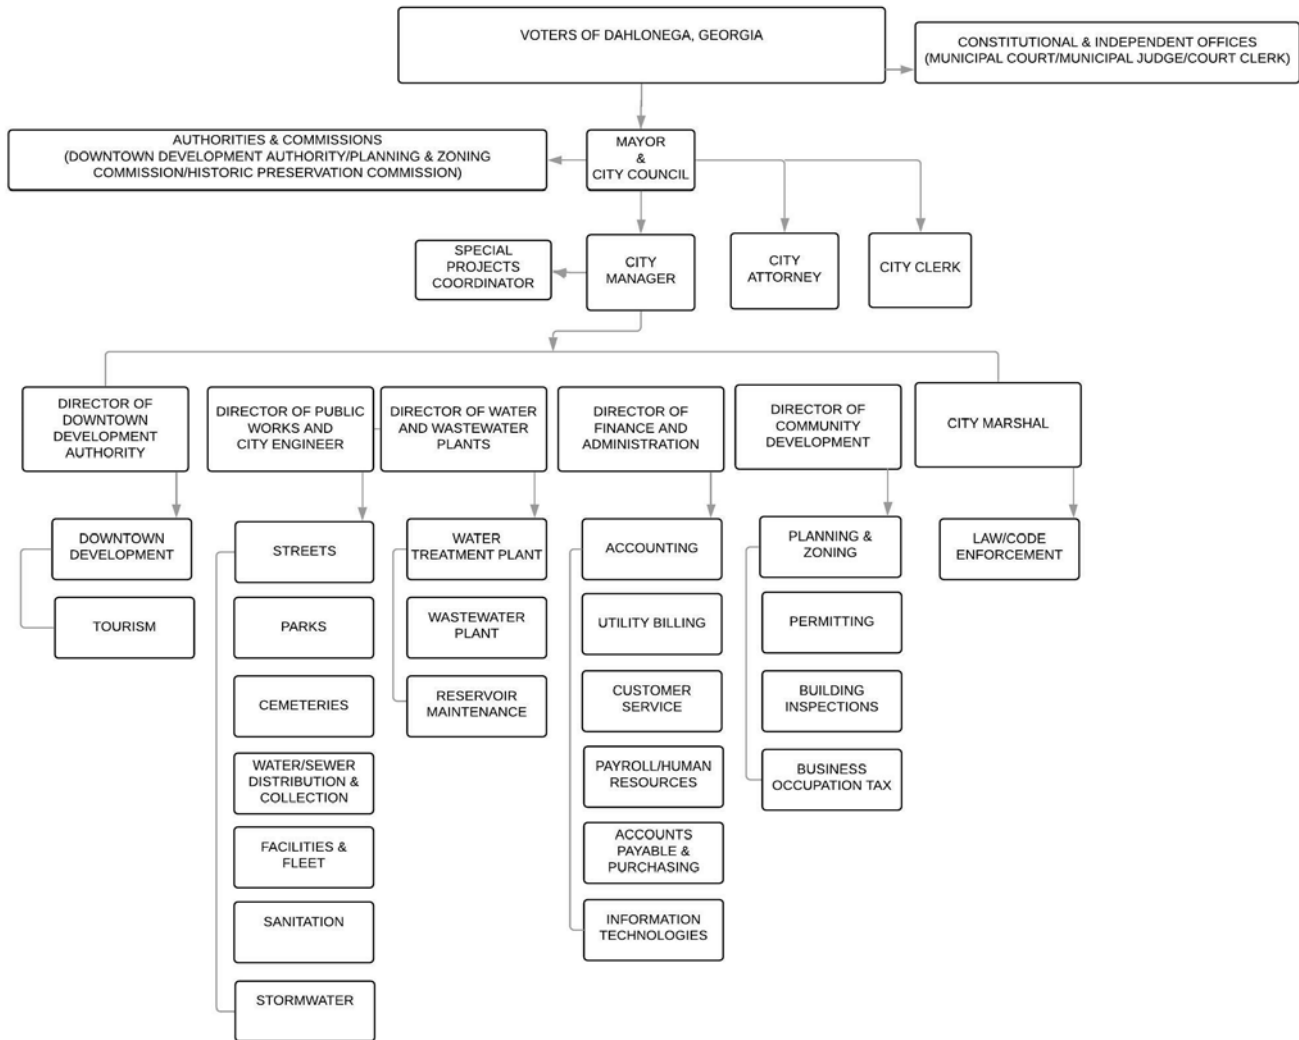 VOTERS OF DAHLONEGA, GEORGIA
CONSTITUTIONAL & INDEPENDENT OFFICES
(MUNICIPAL COURT/MUNICIPAL JUDGE/COURT CLERK)
AUTHORITIES & COMMISSIONS
(DOWNTOWN DEVELOPMENT AUTHORITY/PLANNING & ZONING
COMMISSION/HISTORIC PRESERVATION COMMISSION)
MAYOR
&
CITY COUNCIL
SPECIAL
PROJECTS
COORDINATOR
CITY
MANAGER
CITY
ATTORNEY
CITY CLERK
DIRECTOR OF
DOWNTOWN
DEVELOPMENT
AUTHORITY
DIRECTOR OF PUBLIC
WORKS AND
CITY ENGINEER
DIRECTOR OF WATER
AND WASTEWATER
PLANTS
DIRECTOR OF
FINANCE AND
ADMINISTRATION
DIRECTOR OF
COMMUNITY
DEVELOPMENT
CITY MARSHAL
DOWNTOWN
DEVELOPMENT
TOURISM
STREETS
PARKS
CEMETERIES
WATER/SEWER
DISTRIBUTION &
COLLECTION
FACILITIES &
FLEET
SANITATION
STORMWATER
WATER
TREATMENT PLANT
WASTEWATER
PLANT
RESERVOIR
MAINTENANCE
ACCOUNTING
UTILITY BILLING
CUSTOMER
SERVICE
PAYROLL/HUMAN
RESOURCES
ACCOUNTS
PAYABLE &
PURCHASING
INFORMATION
TECHNOLOGIES
PLANNING &
ZONING
PERMITTING
BUILDING
INSPECTIONS
BUSINESS
OCCUPATION TAX
LAW/CODE
ENFORCEMENT